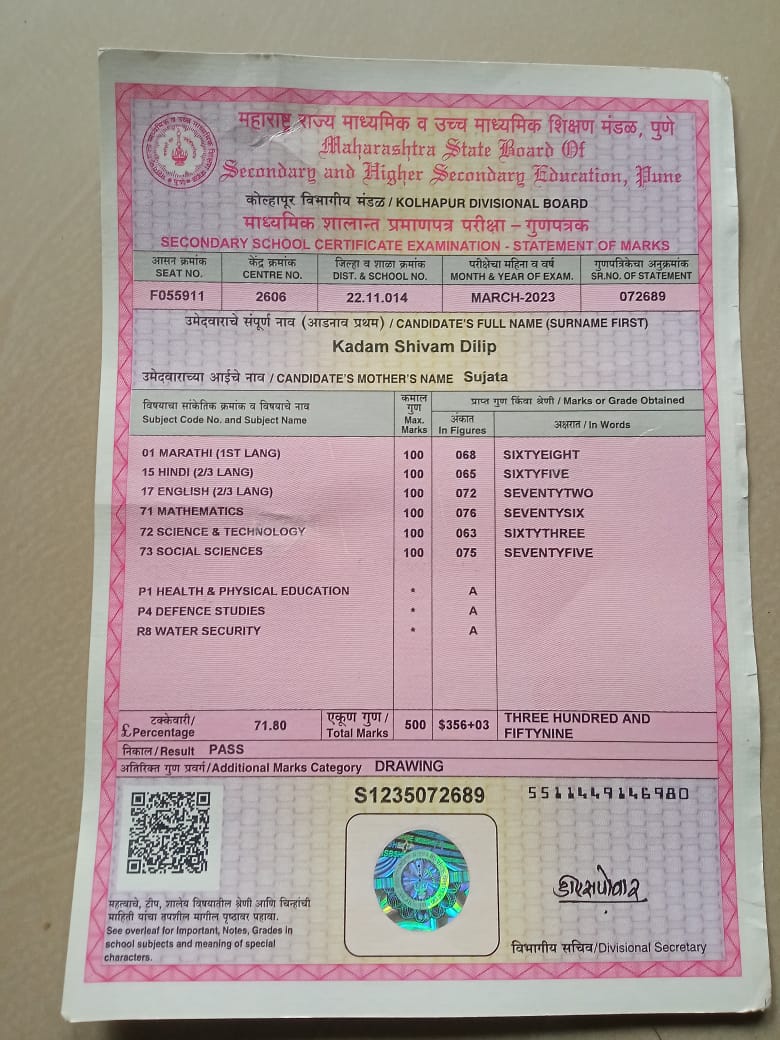 महाराष्ट्र राज्य माध्यमिक व उच्च माध्यमिक शिक्षण मंडळ, पुणे
Maharashtra State Board Of
Secondary and Higher Secondary Education, Pune
कोल्हापूर विभागीय मंडळ / KOLHAPUR DIVISIONAL BOARD
माध्यमिक शालान्त प्रमाणपत्र परीक्षा – गुणपत्रक
SECONDARY SCHOOL CERTIFICATE EXAMINATION - STATEMENT OF MARKS
आसन क्रमांक केंद्र क्रमांक जिल्हा व शाळा क्रमांक परीक्षेचा महिना व वर्ष गुणपत्रिकेचा अनुक्रमांक
SEAT NO. CENTRE NO. DIST. & SCHOOL NO. MONTH & YEAR OF EXAM. SR.NO. OF STATEMENT
F055911 2606 22.11.014 MARCH-2023 072689
उमेदवाराचे संपूर्ण नाव (आडनाव प्रथम) / CANDIDATE'S FULL NAME (SURNAME FIRST)
Kadam Shivam Dilip
उमेदवाराच्या आईचे नाव / CANDIDATE'S MOTHER'S NAME Sujata
विषयाचा सांकेतिक क्रमांक व विषयाचे नाव
Subject Code No. and Subject Name
कमाल
गुण
Max.
Marks
प्राप्त गुण किंवा श्रेणी / Marks or Grade Obtained
अंकात
In Figures
अक्षरात / In Words
01 MARATHI (1ST LANG) 100 068 SIXTYEIGHT
15 HINDI (2/3 LANG) 100 065 SIXTYFIVE
17 ENGLISH (2/3 LANG) 100 072 SEVENTYTWO
71 MATHEMATICS 100 076 SEVENTYSIX
72 SCIENCE & TECHNOLOGY 100 063 SIXTYTHREE
73 SOCIAL SCIENCES 100 075 SEVENTYFIVE
P1 HEALTH & PHYSICAL EDUCATION * A
P4 DEFENCE STUDIES * A
R8 WATER SECURITY * A
टक्केवारी/
£Percentage
71.80
एकूण गुण /
Total Marks
500 $356+03
THREE HUNDRED AND
FIFTYNINE
निकाल / Result PASS
अतिरिक्त गुण प्रवर्ग/Additional Marks Category DRAWING
S1235072689
5511449146980
महत्वाचे, टीप, शालेय विषयातील श्रेणी आणि चिन्हांची
माहिती यांचा तपशील मागील पृष्ठावर पहावा.
See overleaf for Important, Notes, Grades in
school subjects and meaning of special
characters.
विभागीय सचिव/Divisional Secretary